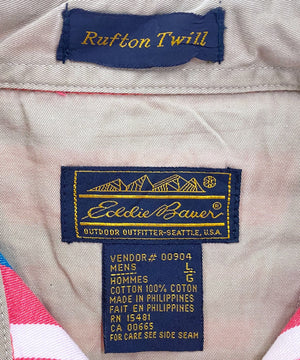 Rufton Twill
Eddie Bauer
OUTDOOR OUTFITTER-SEATTLE, U.S.A.
VENDOR# 00904
MENS L
HOMMES G
COTTON 100% COTON
MADE IN PHILIPPINES
FAIT EN PHILIPPINES
RN 15481
CA 00665
FOR CARE SEE SIDE SEAM